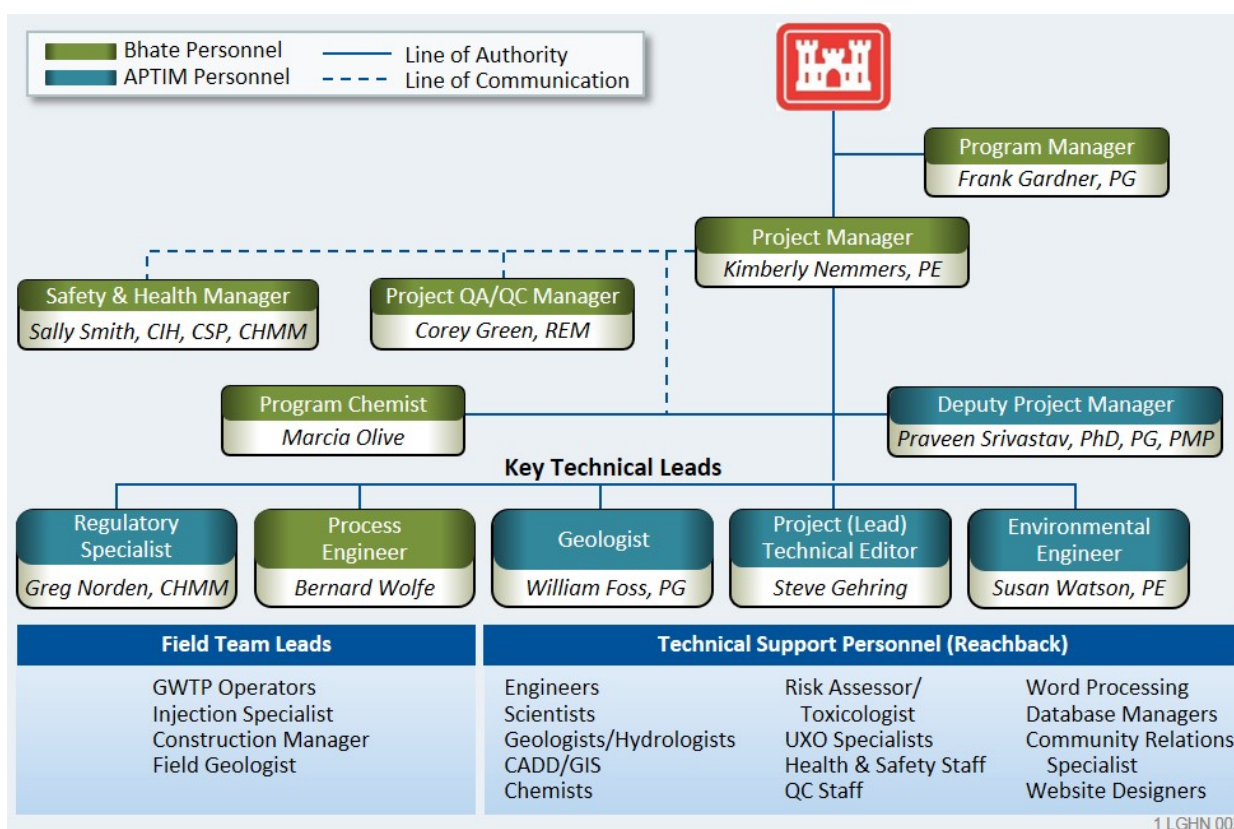 Bhate Personnel
APTIM Personnel
Line of Authority
Line of Communication
Program Manager
Frank Gardner, PG
Project Manager
Kimberly Nemmers, PE
Safety & Health Manager
Sally Smith, CIH, CSP, CHMM
Project QA/QC Manager
Corey Green, REM
Program Chemist
Marcia Olive
Deputy Project Manager
Praveen Srivastav, PhD, PG, PMP
Key Technical Leads
Regulatory
Specialist
Greg Norden, CHMM
Process
Engineer
Bernard Wolfe
Geologist
William Foss, PG
Project (Lead)
Technical Editor
Steve Gehring
Environmental
Engineer
Susan Watson, PE
Field Team Leads
GWTP Operators
Injection Specialist
Construction Manager
Field Geologist
Technical Support Personnel (Reachback)
Engineers
Scientists
Geologists/Hydrologists
CADD/GIS
Chemists
Risk Assessor/
Toxicologist
UXO Specialists
Health & Safety Staff
QC Staff
Word Processing
Database Managers
Community Relations
Specialist
Website Designers